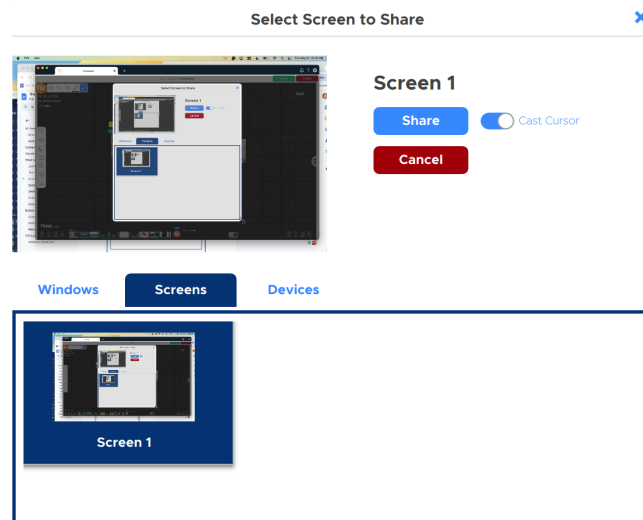 Select Screen to Share
Screen 1
Share
Cast Cursor
Cancel
Windows
Screens
Devices
Screen 1